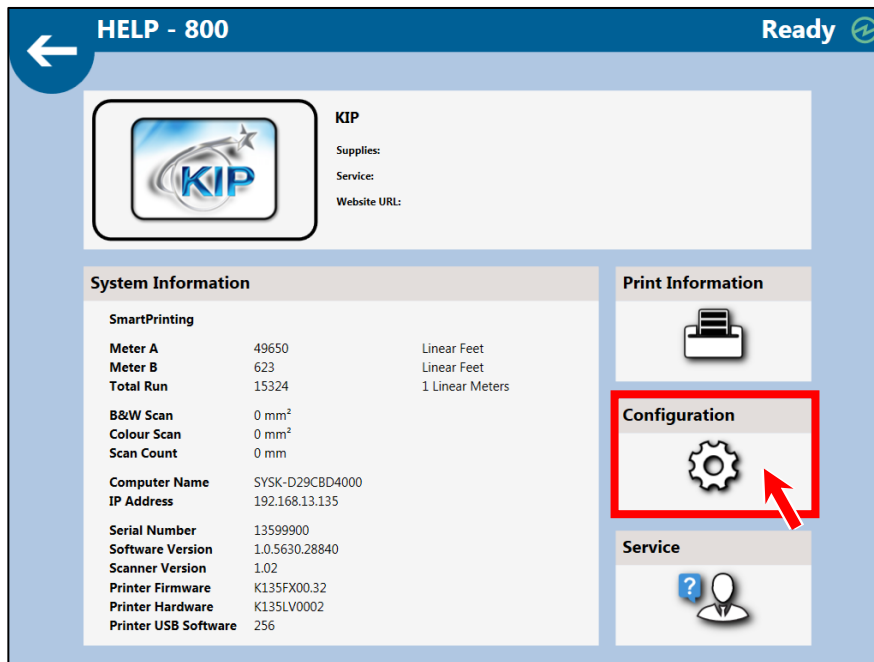 HELP - 800
Ready
KIP
KIP
Supplies:
Service:
Website URL:
System Information
SmartPrinting
Meter A 49650 Linear Feet
Meter B 623 Linear Feet
Total Run 15324 1 Linear Meters
B&W Scan 0 mm²
Colour Scan 0 mm²
Scan Count 0 mm
Computer Name SYSK-D29CBD4000
IP Address 192.168.13.135
Serial Number 13599900
Software Version 1.0.5630.28840
Scanner Version 1.02
Printer Firmware K135FX00.32
Printer Hardware K135LV0002
Printer USB Software 256
Print Information
Configuration
Service
?